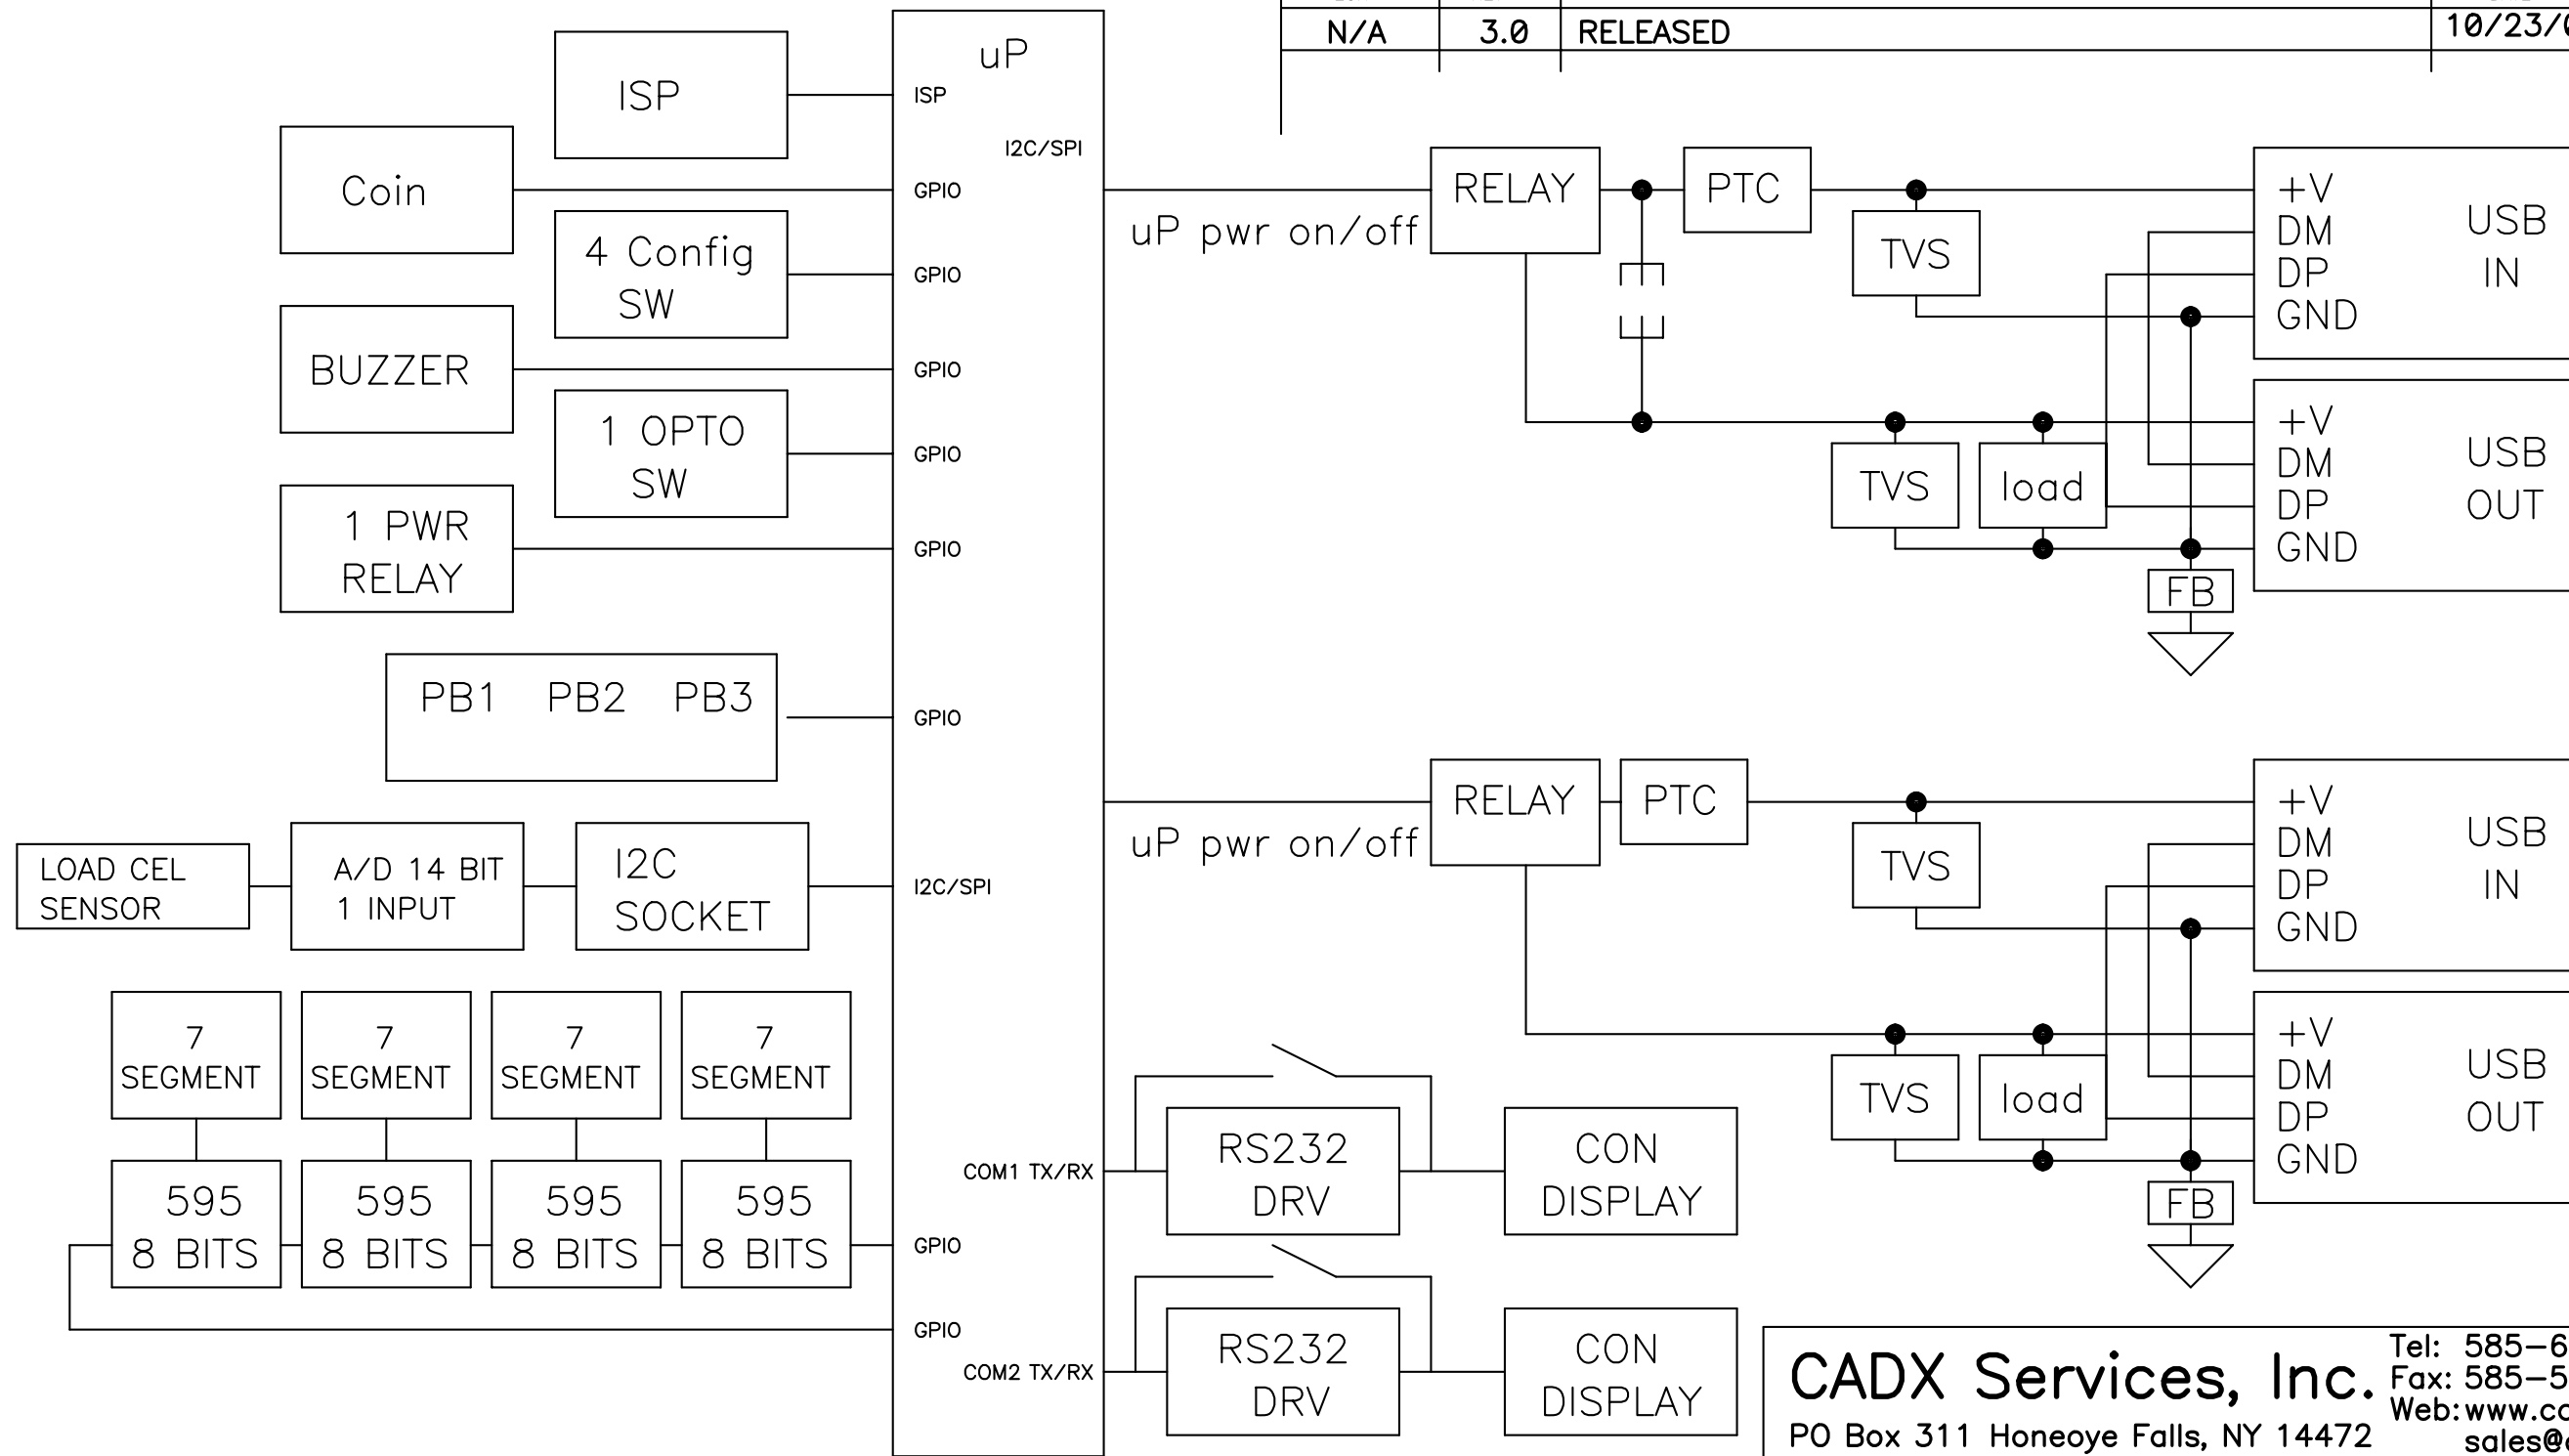 N/A 3.0 RELEASED
uP
ISP
ISP
I2C/SPI
Coin
GPIO
4 Config
SW
GPIO
BUZZER
GPIO
1 OPTO
SW
GPIO
1 PWR
RELAY
GPIO
PB1 PB2 PB3
GPIO
LOAD CEL
SENSOR
A/D 14 BIT
1 INPUT
I2C
SOCKET
I2C/SPI
7
SEGMENT
7
SEGMENT
7
SEGMENT
7
SEGMENT
595
8 BITS
595
8 BITS
595
8 BITS
595
8 BITS
GPIO
GPIO
COM1 TX/RX
COM2 TX/RX
uP pwr on/off
RELAY
PTC
TVS
+V
DM
DP
GND
USB
IN
TVS
load
+V
DM
DP
GND
USB
OUT
FB
uP pwr on/off
RELAY
PTC
TVS
+V
DM
DP
GND
USB
IN
TVS
load
+V
DM
DP
GND
USB
OUT
FB
RS232
DRV
CON
DISPLAY
RS232
DRV
CON
DISPLAY
CADX Services, Inc.
PO Box 311 Honeoye Falls, NY 14472
Tel: 585-6
Fax: 585-5
Web: